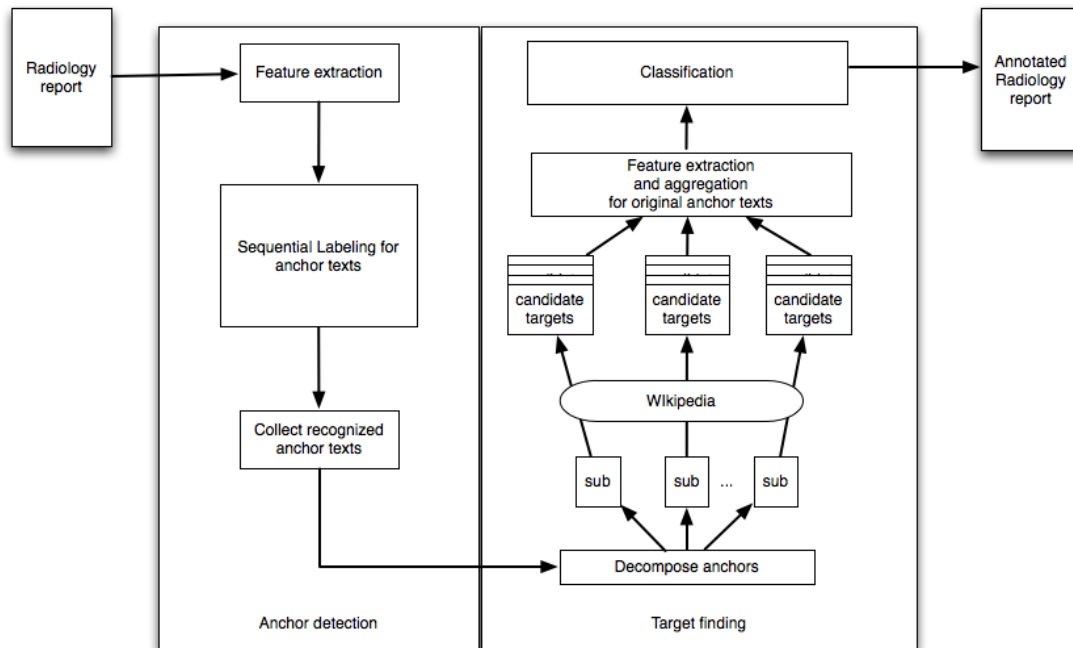 Radiology
report
Feature extraction
Sequential Labeling for
anchor texts
Collect recognized
anchor texts
Anchor detection
Classification
Feature extraction
and aggregation
for original anchor texts
candidate
targets
candidate
targets
candidate
targets
WIkipedia
sub
sub
...
sub
Decompose anchors
Target finding
Annotated
Radiology
report